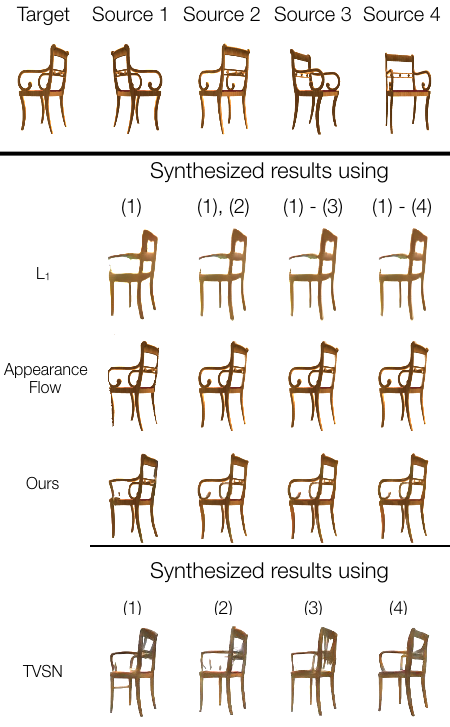 Target Source 1 Source 2 Source 3 Source 4
Synthesized results using
(1) (1), (2) (1) - (3) (1) - (4)
L₁
Appearance
Flow
Ours
Synthesized results using
(1) (2) (3) (4)
TVSN